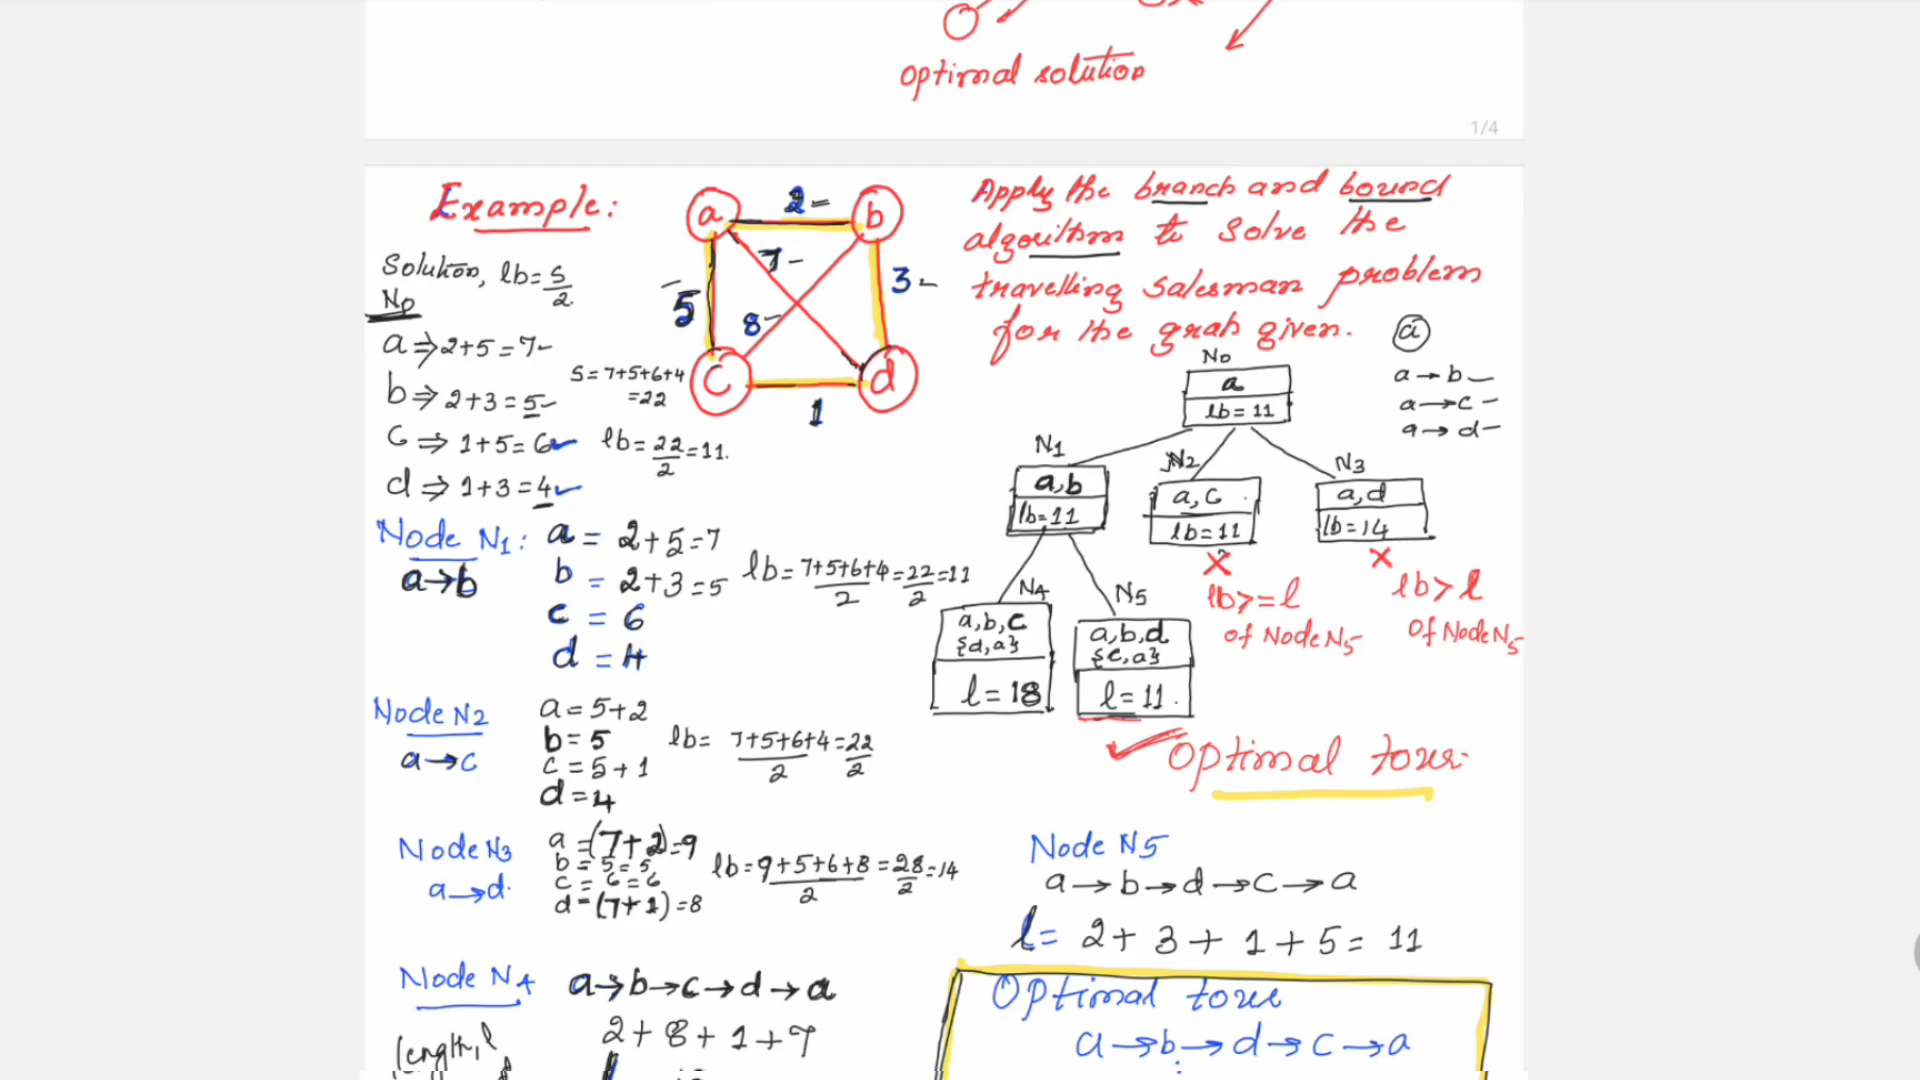 optimal solution
1/4
Example:
Solution, lb=s/2
No
a⇒2+5=7
b⇒2+3=5
c⇒1+5=6
d⇒1+3=4
S=7+5+6+4
=22
lb=22/2=11.
a 2 b
7
5
8
3
c 1 d
Apply the branch and bound
algorithm to solve the
travelling salesman problem
for the grah given.
a
a→b
a→c
a→d
No
a
lb=11
N1
a,b
lb=11
N2
a,c
lb=11
N3
a,d
lb=14
X
lb>=l
of Node N5
X
lb>l
of Node N5
N4
a,b,c
{d,a}
l=18
N5
a,b,d
{c,a}
l=11
Optimal tour
Node N1:
a→b
a=2+5=7
b=2+3=5
c=6
d=4
lb=7+5+6+4/2=22/2=11
Node N2
a→c
a=5+2
b=5
c=5+1
d=4
lb=7+5+6+4/2=22/2
Node N3
a→d.
a=(7+2)=9
b=5=5
c=6=6
d=(7+1)=8
lb=9+5+6+8/2=28/2=14
Node N4
a→b→c→d→a
2+8+1+7
length,l
Node N5
a→b→d→c→a
l=2+3+1+5=11
Optimal tour
a→b→d→c→a